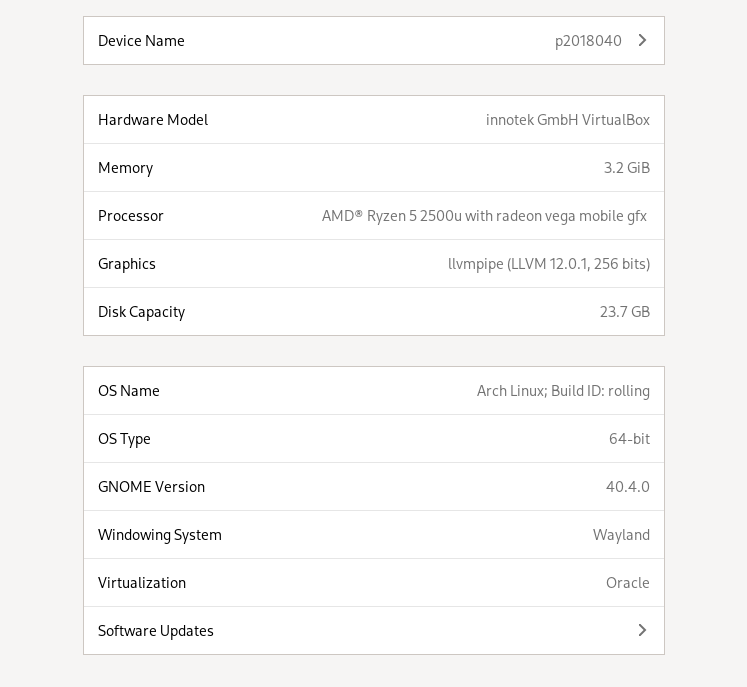 Device Name p2018040
Hardware Model innotek GmbH VirtualBox
Memory 3.2 GiB
Processor AMD® Ryzen 5 2500u with radeon vega mobile gfx
Graphics llvmpipe (LLVM 12.0.1, 256 bits)
Disk Capacity 23.7 GB
OS Name Arch Linux; Build ID: rolling
OS Type 64-bit
GNOME Version 40.4.0
Windowing System Wayland
Virtualization Oracle
Software Updates